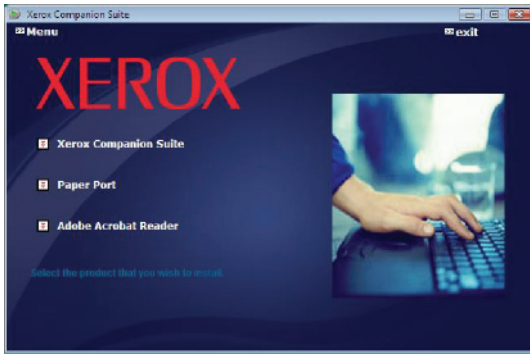 Xerox Companion Suite
Menu
exit
XEROX
Xerox Companion Suite
Paper Port
Adobe Acrobat Reader
Select the product that you wish to install.